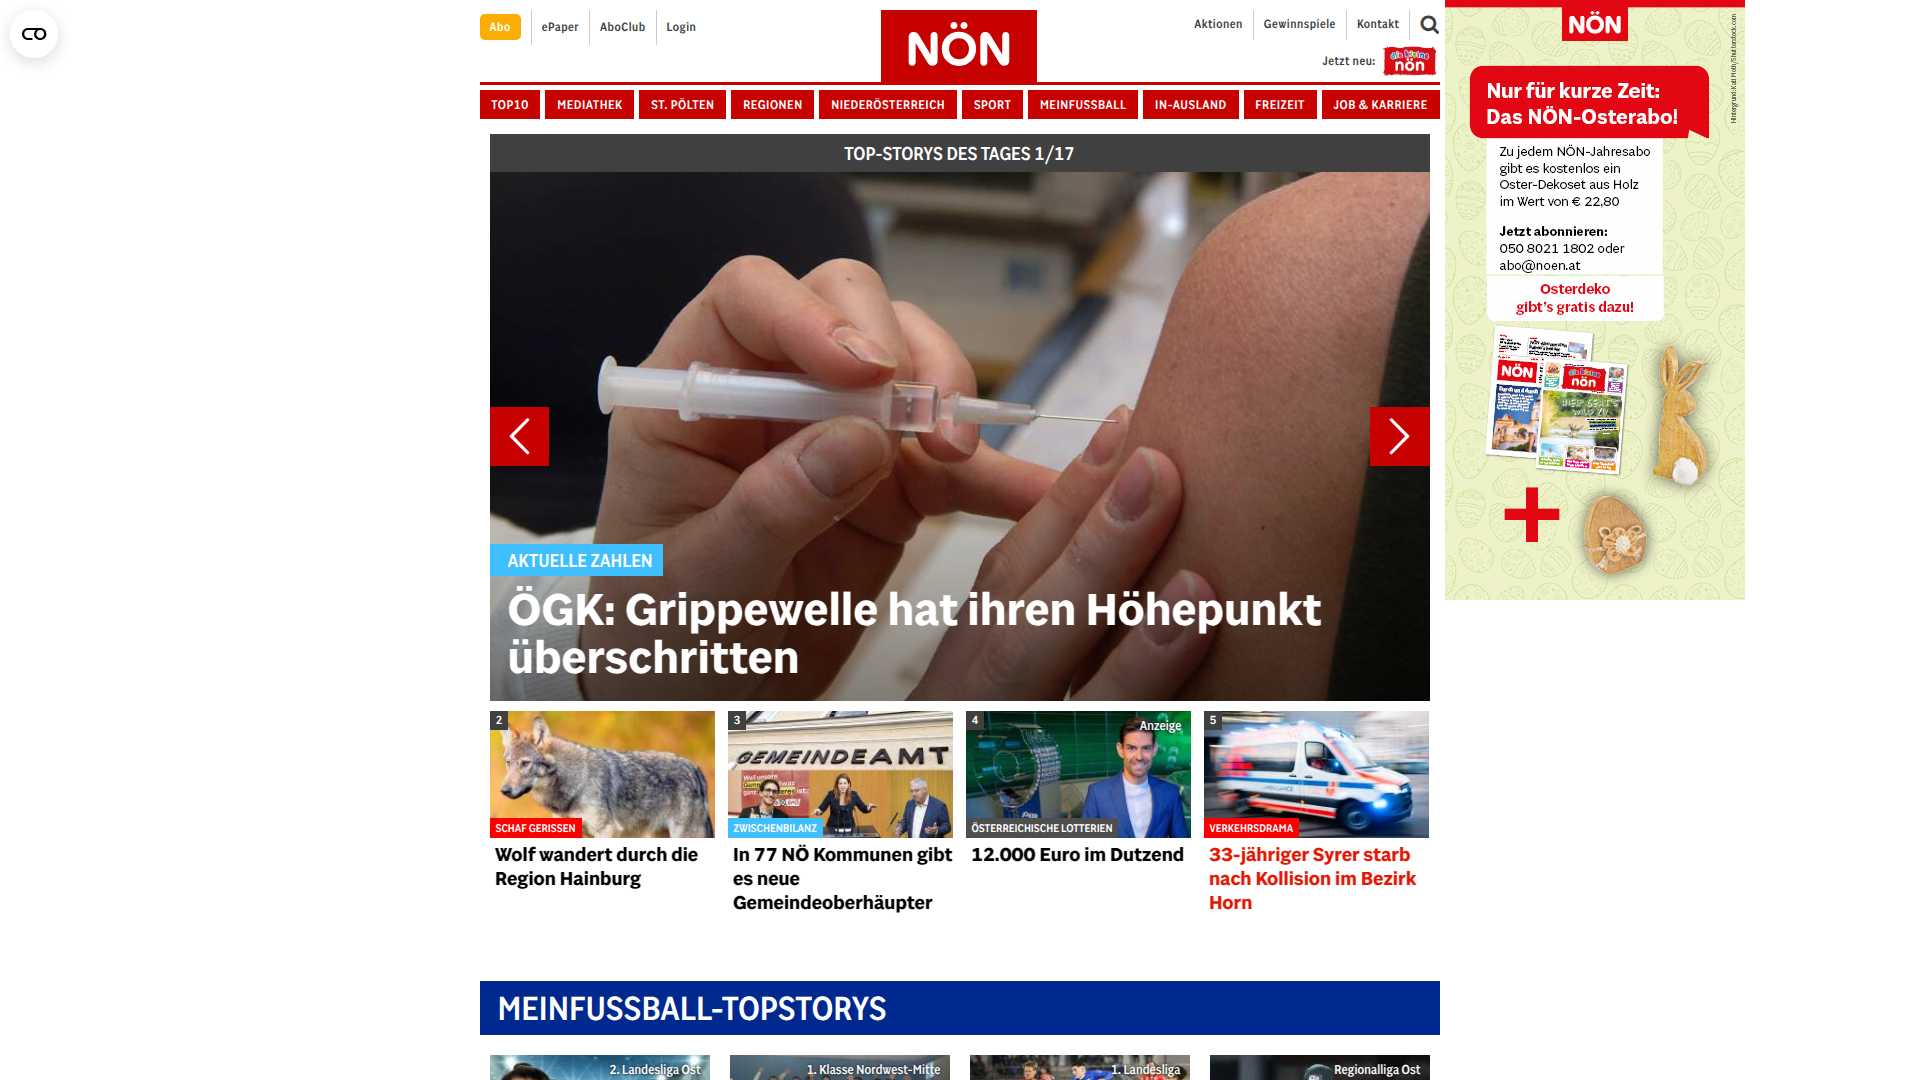 Abo
ePaper
AboClub
Login
NÖN
Aktionen
Gewinnspiele
Kontakt
Jetzt neu:
die kleine
nön
TOP10
MEDIATHEK
ST. PÖLTEN
REGIONEN
NIEDERÖSTERREICH
SPORT
MEINFUSSBALL
IN-AUSLAND
FREIZEIT
JOB & KARRIERE
TOP-STORYS DES TAGES 1/17
AKTUELLE ZAHLEN
ÖGK: Grippewelle hat ihren Höhepunkt
überschritten
2
SCHAF GERISSEN
Wolf wandert durch die
Region Hainburg
3
GEMEINDEAMT
ZWISCHENBILANZ
In 77 NÖ Kommunen gibt
es neue
Gemeindeoberhäupter
4
Anzeige
ÖSTERREICHISCHE LOTTERIEN
12.000 Euro im Dutzend
5
VERKEHRSDRAMA
33-jähriger Syrer starb
nach Kollision im Bezirk
Horn
MEINFUSSBALL-TOPSTORYS
2. Landesliga Ost
1. Klasse Nordwest-Mitte
1. Landesliga
Regionalliga Ost
NÖN
Nur für kurze Zeit:
Das NÖN-Osterabo!
Zu jedem NÖN-Jahresabo
gibt es kostenlos ein
Oster-Dekoset aus Holz
im Wert von € 22,80
Jetzt abonnieren:
050 8021 1802 oder
abo@noen.at
Osterdeko
gibt's gratis dazu!
NÖN
die kleine
nön